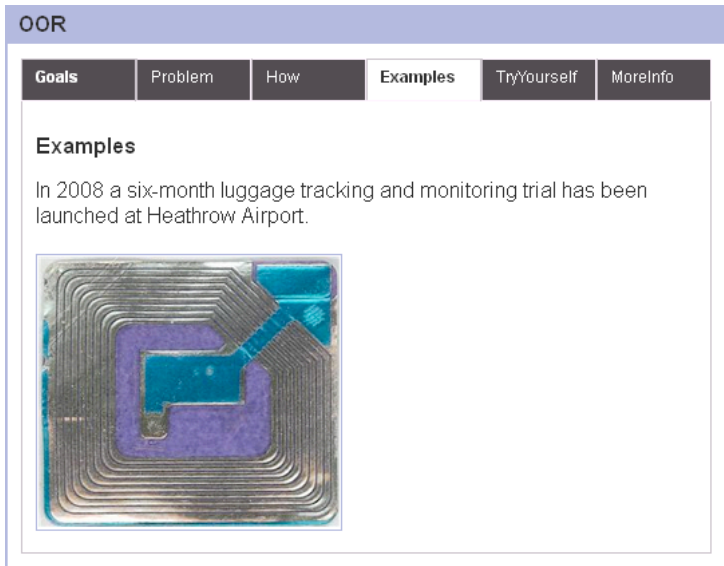 OOR
Goals Problem How Examples TryYourself MoreInfo
Examples
In 2008 a six-month luggage tracking and monitoring trial has been
launched at Heathrow Airport.